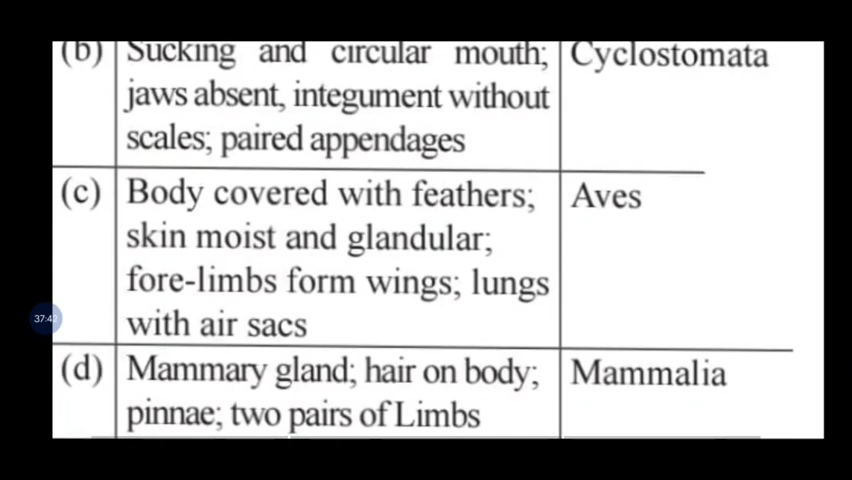 (b) Sucking and circular mouth; Cyclostomata
jaws absent, integument without
scales; paired appendages
(c) Body covered with feathers; Aves
skin moist and glandular;
fore-limbs form wings; lungs
37:42
with air sacs
(d) Mammary gland; hair on body; Mammalia
pinnae; two pairs of Limbs